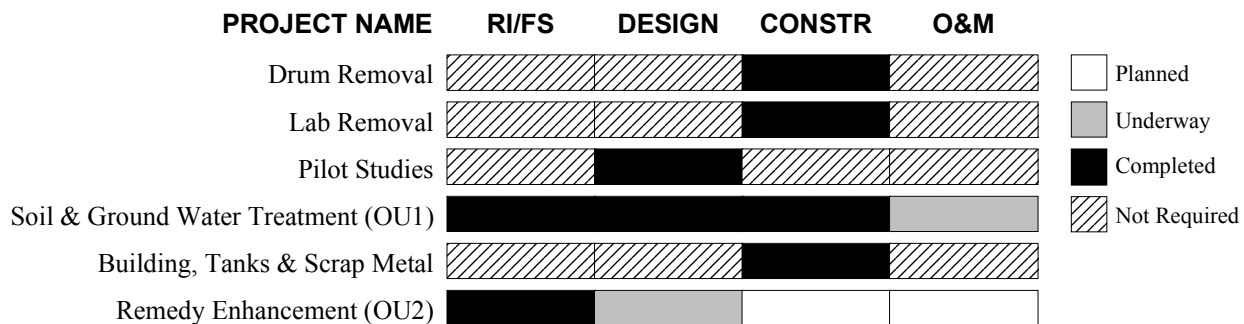 PROJECT NAME RI/FS DESIGN CONSTR O&M
Drum Removal
Planned
Lab Removal
Underway
Pilot Studies
Completed
Soil & Ground Water Treatment (OU1)
Not Required
Building, Tanks & Scrap Metal
Remedy Enhancement (OU2)